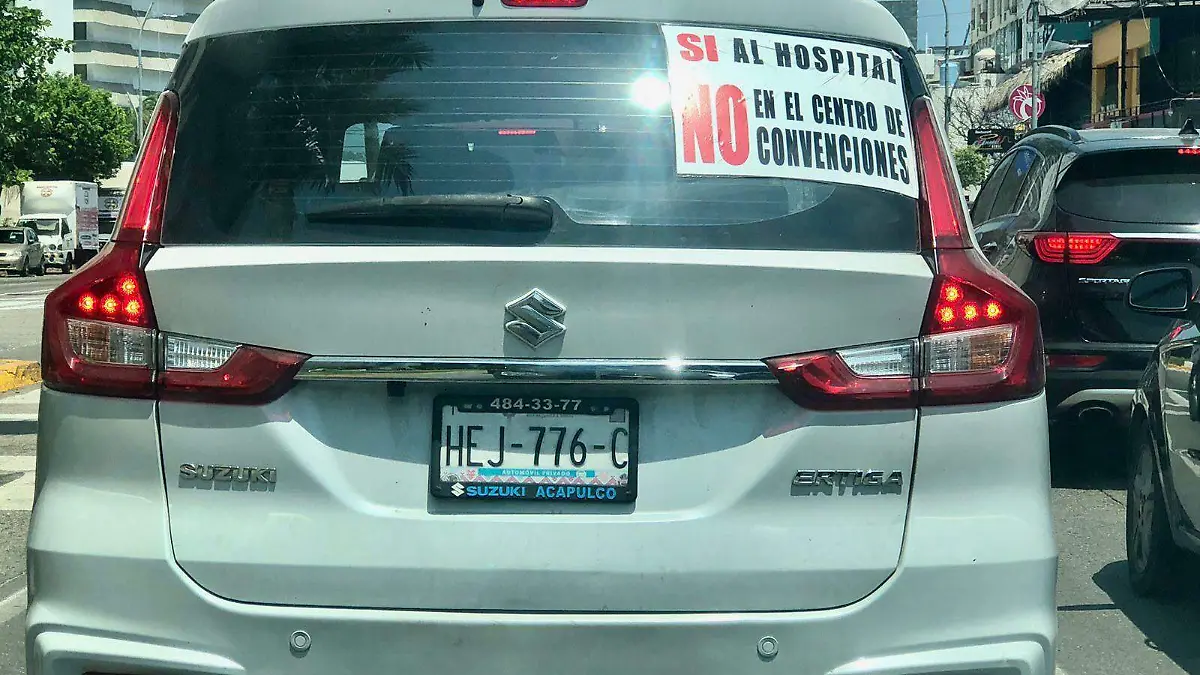 SI AL HOSPITAL
NO EN EL CENTRO DE
CONVENCIONES
484-33-77
HEJ-776-C
AUTOMÓVIL PRIVADO
SUZUKI ACAPULCO
SUZUKI
ERTIGA